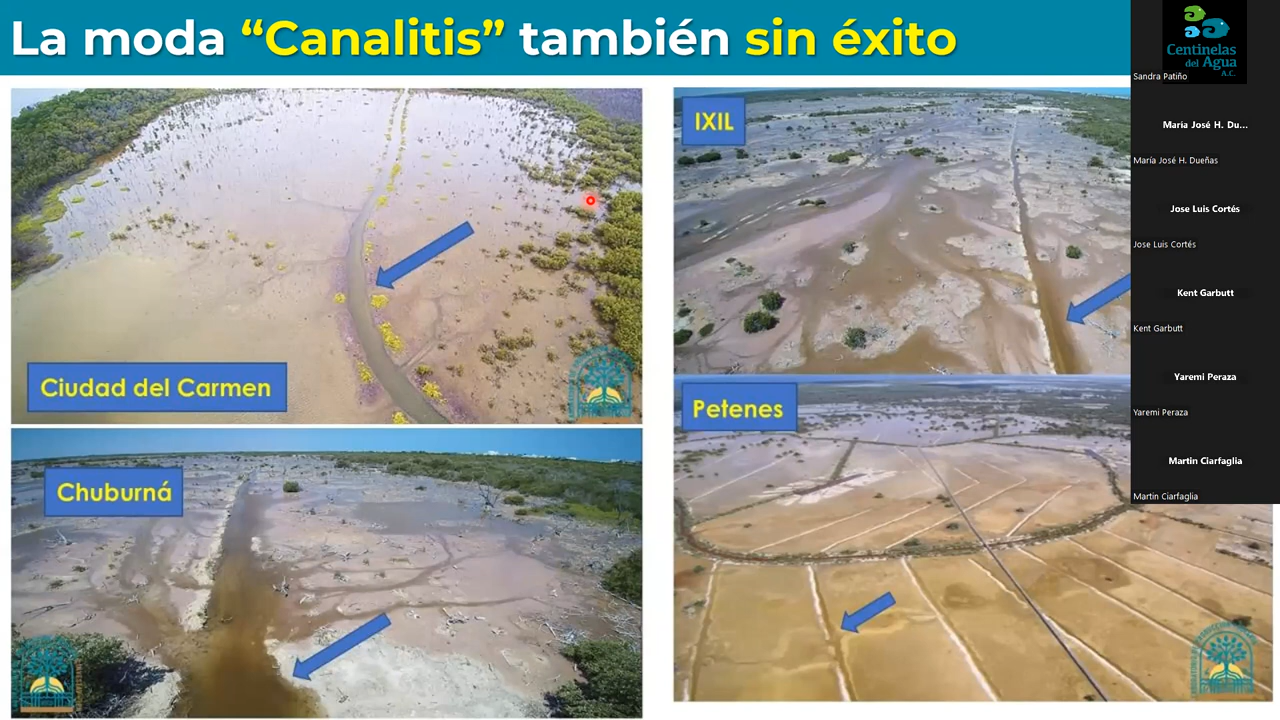 La moda “Canalitis” también sin éxito
Ciudad del Carmen
Chuburná
IXIL
Petenes
Centinelas
del Agua
A.C.
Sandra Patiño
María José H. Du...
María José H. Dueñas
Jose Luis Cortés
Jose Luis Cortés
Kent Garbutt
Kent Garbutt
Yaremi Peraza
Yaremi Peraza
Martin Ciarfaglia
Martin Ciarfaglia